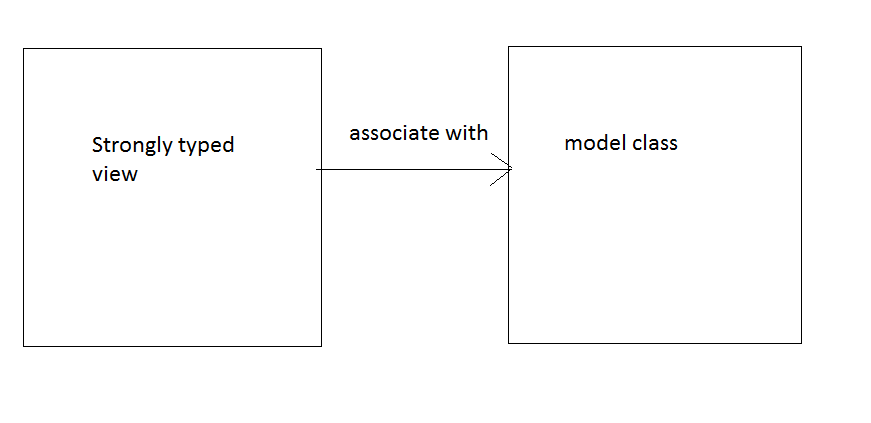 Strongly typed
view
associate with
model class